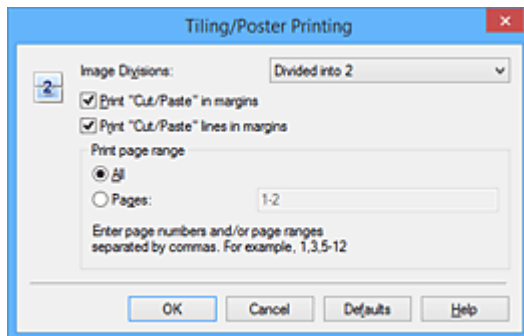 Tiling/Poster Printing
2
Image Divisions: Divided into 2
Print "Cut/Paste" in margins
Print "Cut/Paste" lines in margins
Print page range
All
Pages: 1-2
Enter page numbers and/or page ranges
separated by commas. For example, 1,3,5-12
OK Cancel Defaults Help